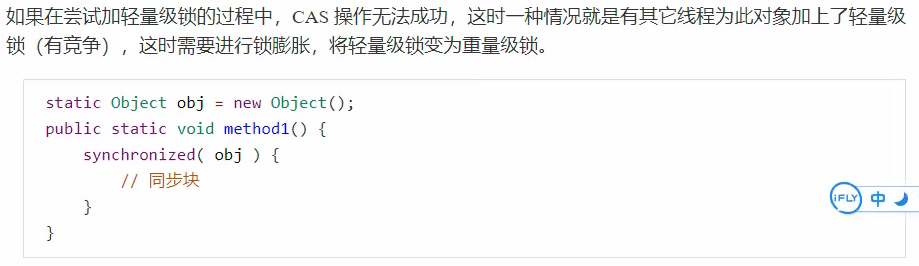 如果在尝试加轻量级锁的过程中，CAS 操作无法成功，这时一种情况就是有其它线程为此对象加上了轻量级
锁（有竞争），这时需要进行锁膨胀，将轻量级锁变为重量级锁。
static Object obj = new Object();
public static void method1() {
    synchronized( obj ) {
        // 同步块
    }
}
iFLY 中